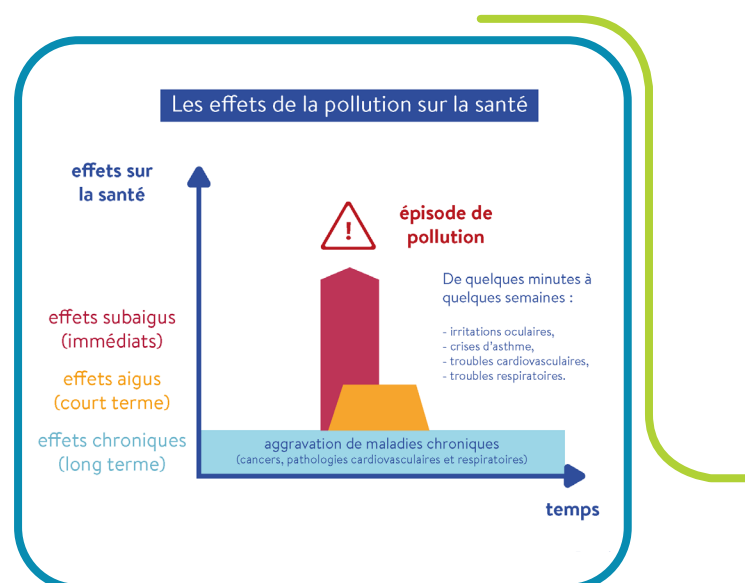 Les effets de la pollution sur la santé
effets sur
la santé
!
épisode de
pollution
De quelques minutes à
quelques semaines :
- irritations oculaires,
- crises d'asthme,
- troubles cardiovasculaires,
- troubles respiratoires.
effets subaigus
(immédiats)
effets aigus
(court terme)
effets chroniques
(long terme)
aggravation de maladies chroniques
(cancers, pathologies cardiovasculaires et respiratoires)
temps